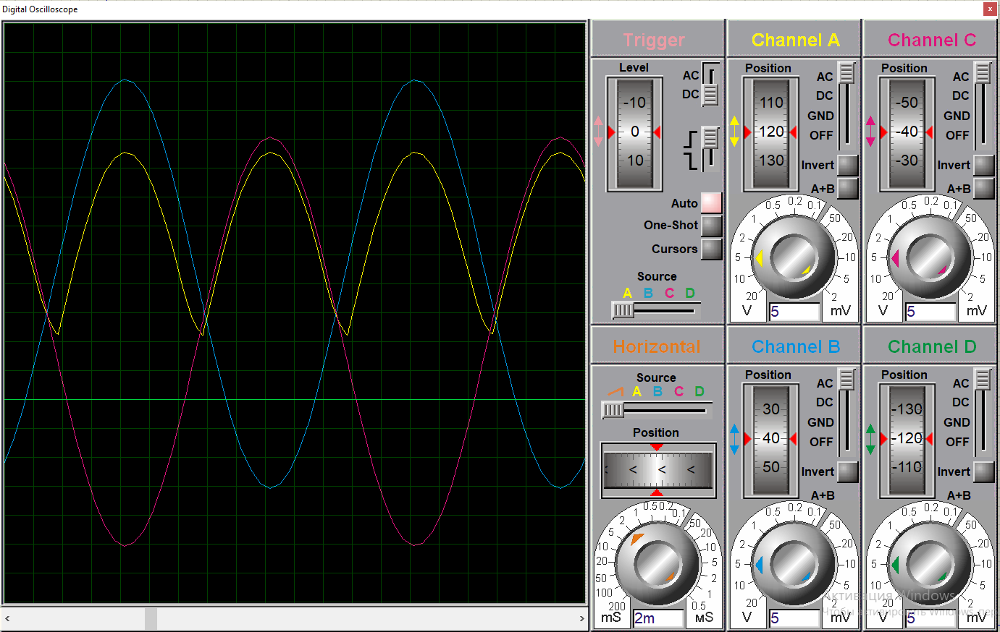 Digital Oscilloscope
x
Trigger
Level
AC
DC
-10
0
10
Auto
One-Shot
Cursors
Source
A B C D
Channel A
Position
AC
DC
GND
OFF
110
120
130
Invert
A+B
0.5 0.2 0.1
1 50
2 20
5 10
10 5
20 2
V 5 mV
Channel C
Position
AC
DC
GND
OFF
-50
-40
-30
Invert
A+B
0.5 0.2 0.1
1 50
2 20
5 10
10 5
20 2
V 5 mV
Horizontal
Source
A B C D
Position
< < <
1 0.5 0.2 0.1
2 50
5 20
10 10
20 5
50 2
100 1
200 0.5
mS 2m мS
Channel B
Position
AC
DC
GND
OFF
30
40
50
Invert
A+B
0.5 0.2 0.1
1 50
2 20
5 10
10 5
20
V 5 mV
Channel D
Position
AC
DC
GND
OFF
-130
-120
-110
Invert
A+B
0.5 0.2 0.1
1 50
2 20
5 10
10 5
20 2
V 5 mV
Активация Windows
Чтобы активировать Windows, пер